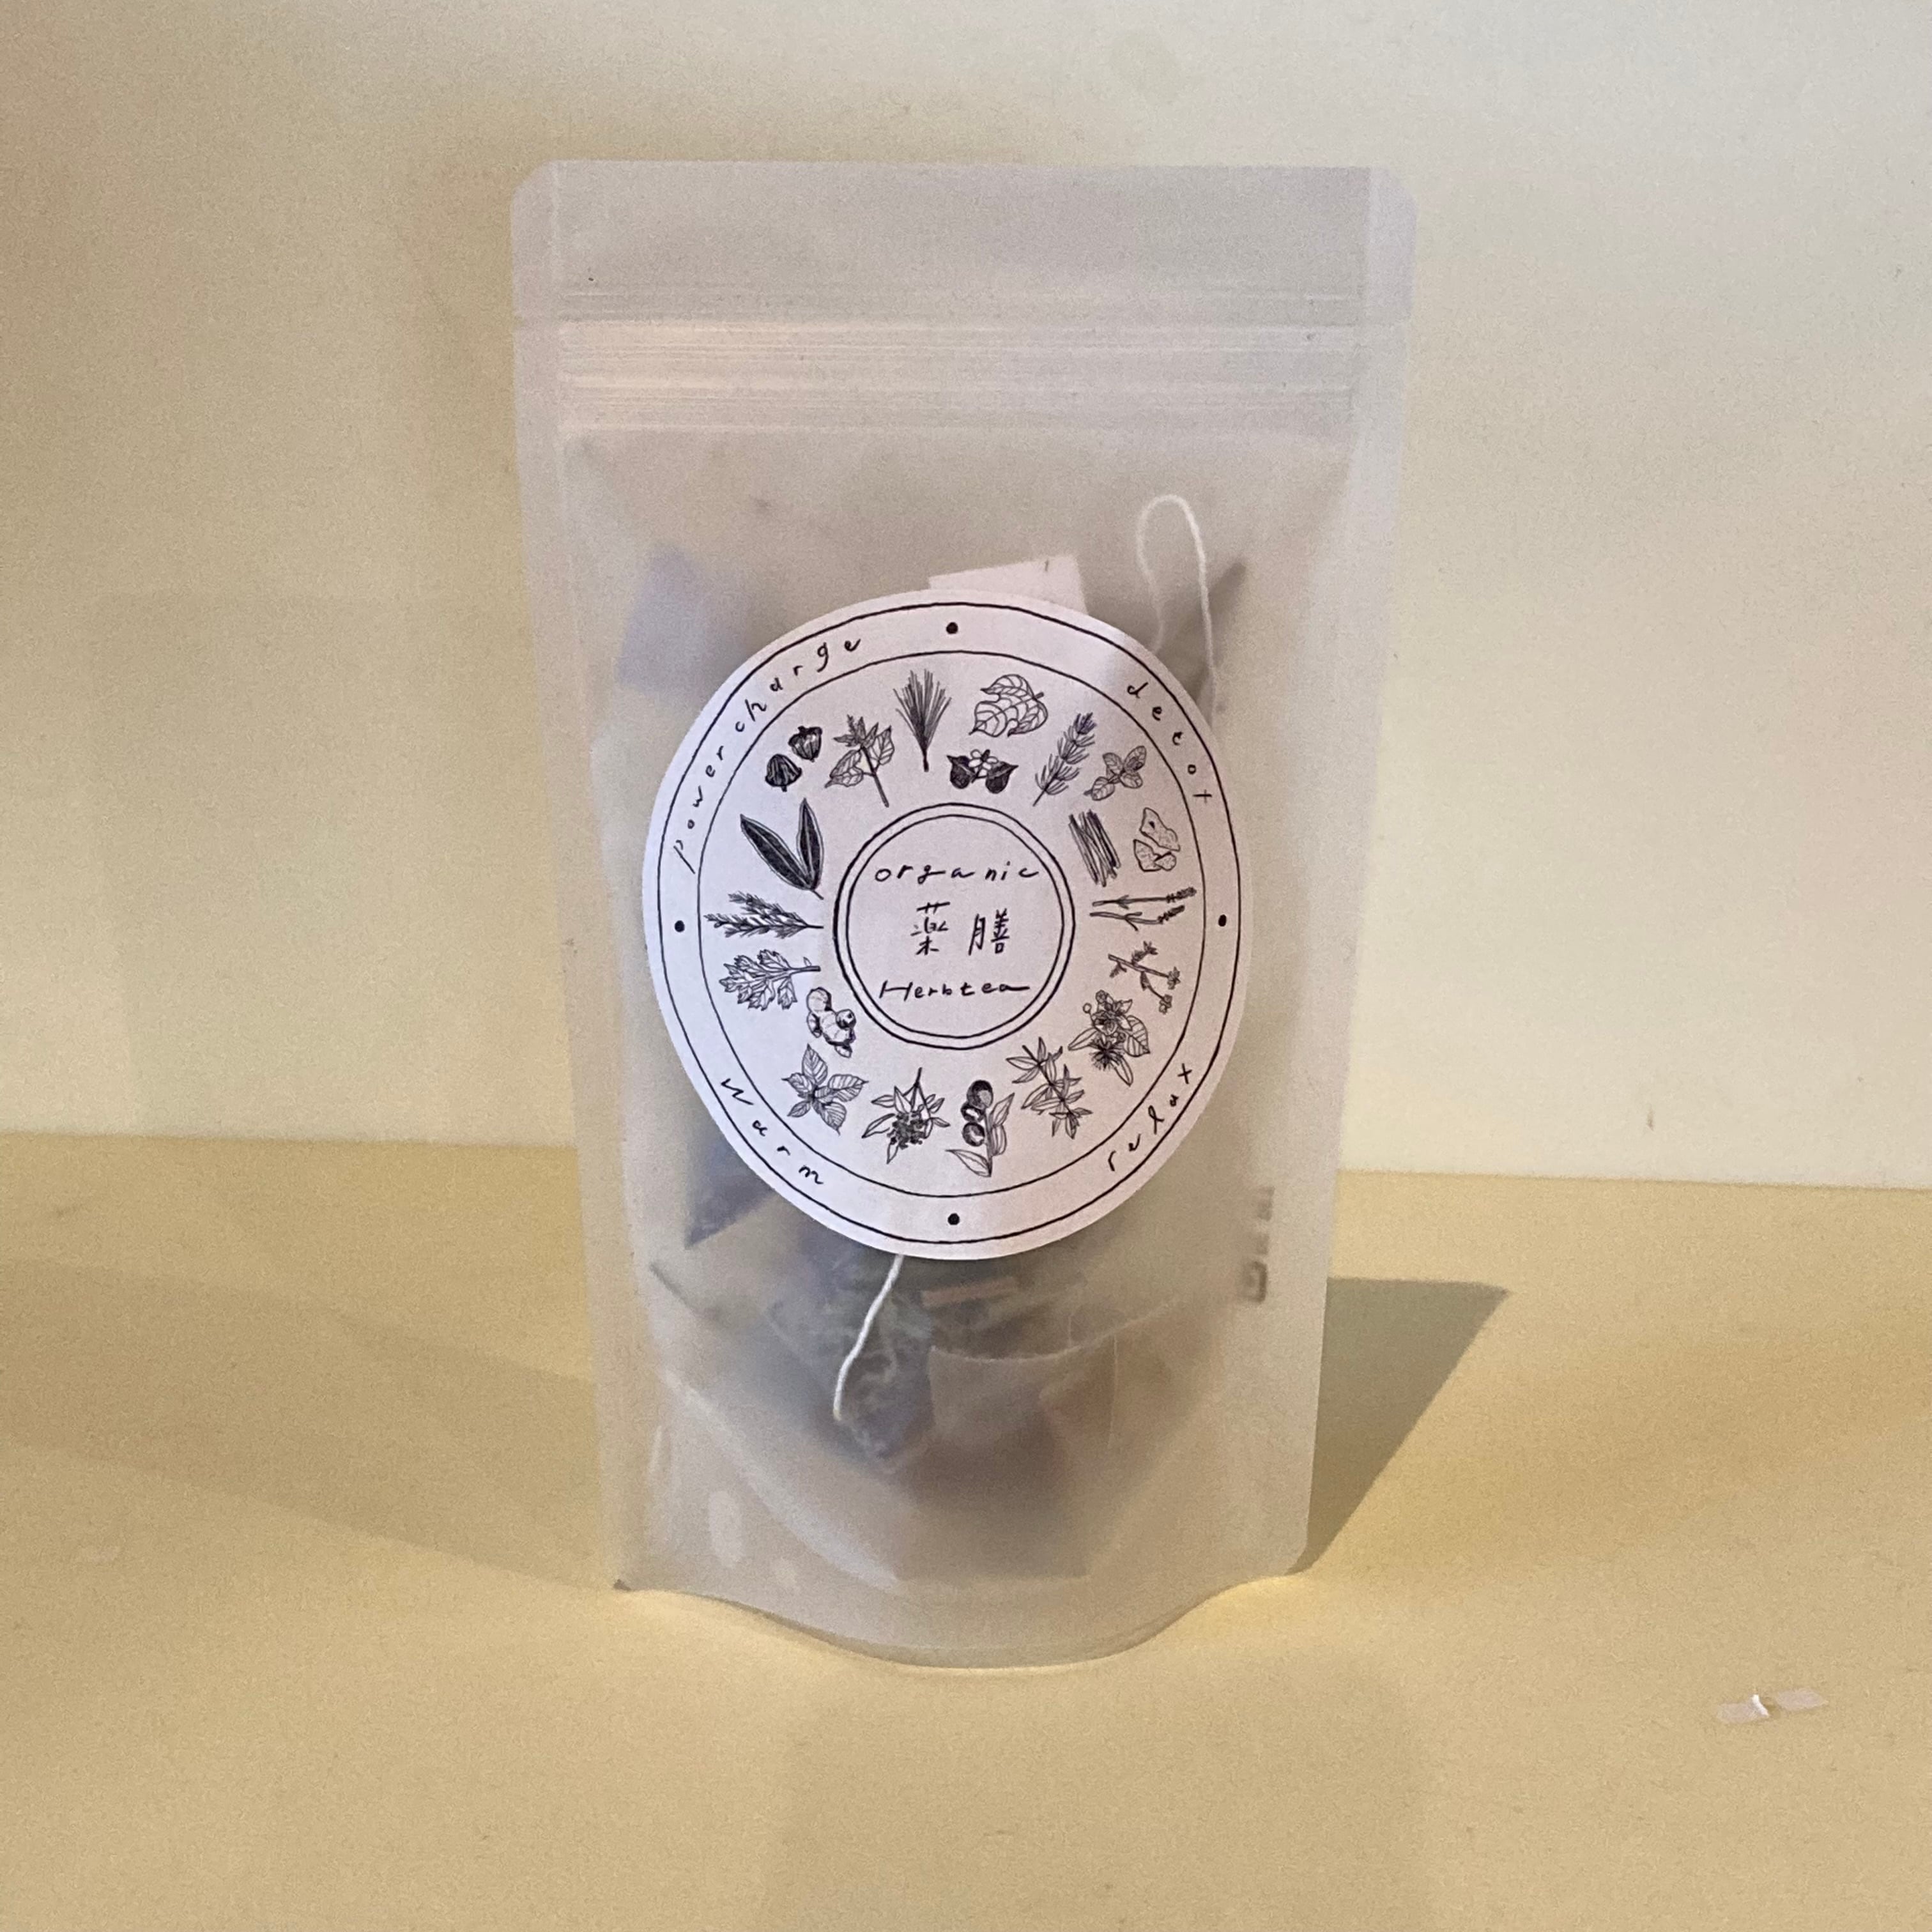 powercharge
detox
organic
薬膳
Herbtea
warm
relax